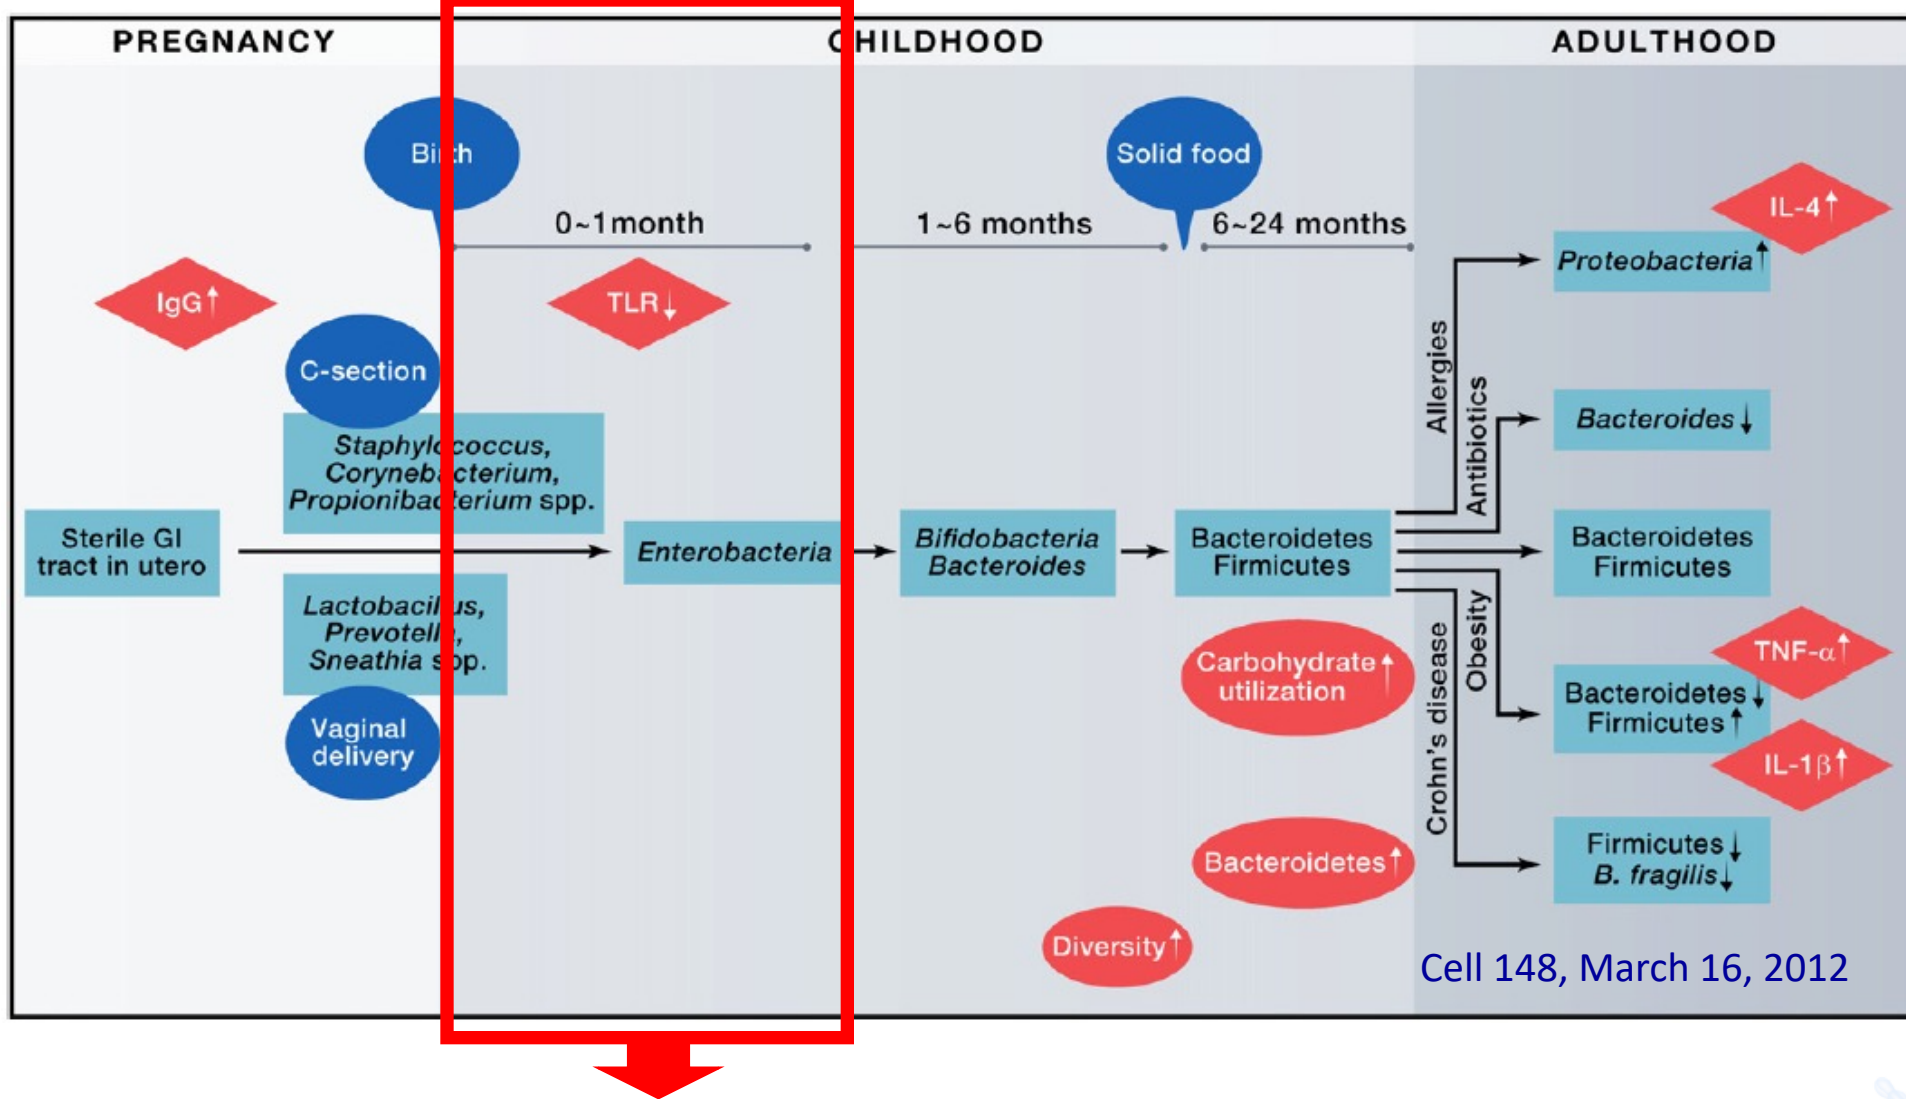 PREGNANCY
CHILDHOOD
ADULTHOOD
Birth
Solid food
0~1month
1~6 months
6~24 months
IgG↑
TLR↓
IL-4↑
Proteobacteria↑
C-section
Staphylococcus,
Corynebacterium,
Propionibacterium spp.
Allergies
Antibiotics
Bacteroides↓
Sterile GI
tract in utero
Enterobacteria
Bifidobacteria
Bacteroides
Bacteroidetes
Firmicutes
Bacteroidetes
Firmicutes
Lactobacillus,
Prevotella,
Sneathia spp.
Vaginal
delivery
Carbohydrate↑
utilization
Crohn's disease
Obesity
TNF-α↑
Bacteroidetes↓
Firmicutes↑
IL-1β↑
Bacteroidetes↑
Firmicutes↓
B. fragilis↓
Diversity↑
Cell 148, March 16, 2012